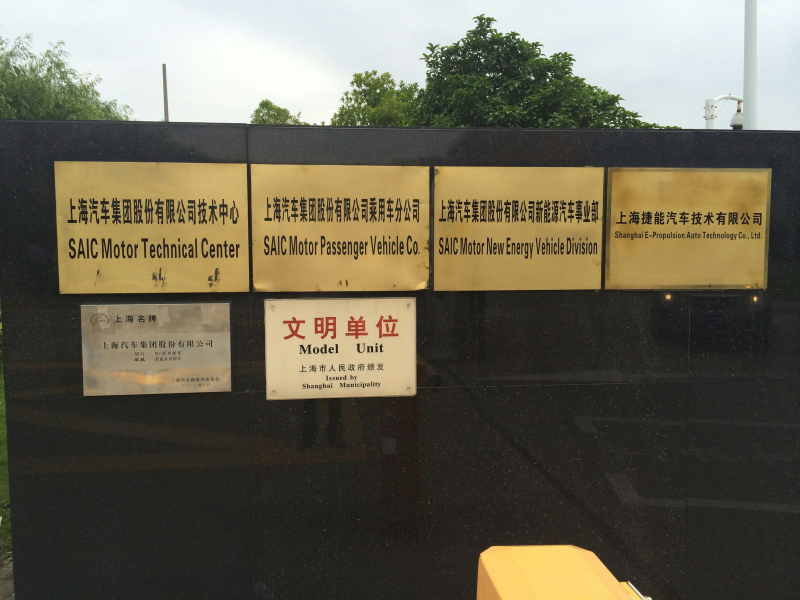 上海汽车集团股份有限公司技术中心
SAIC Motor Technical Center
上海汽车集团股份有限公司乘用车分公司
SAIC Motor Passenger Vehicle Co.
上海汽车集团股份有限公司新能源汽车事业部
SAIC Motor New Energy Vehicle Division
上海捷能汽车技术有限公司
Shanghai E-Propulsion Auto Technology Co., Ltd.
上海名牌
上海汽车集团股份有限公司
文明单位
Model Unit
上海市人民政府颁发
Issued by
Shanghai Municipality